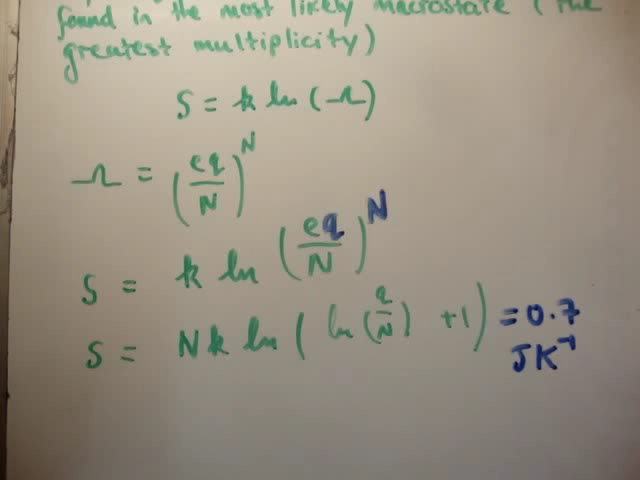 found in the most likely macrostate (the
greatest multiplicity)
S = k ln (Ω)
Ω = (eq/N)^N
S = k ln (eq/N)^N
S = Nk ln ( ln(q/N) +1) = 0.7
JK⁻¹